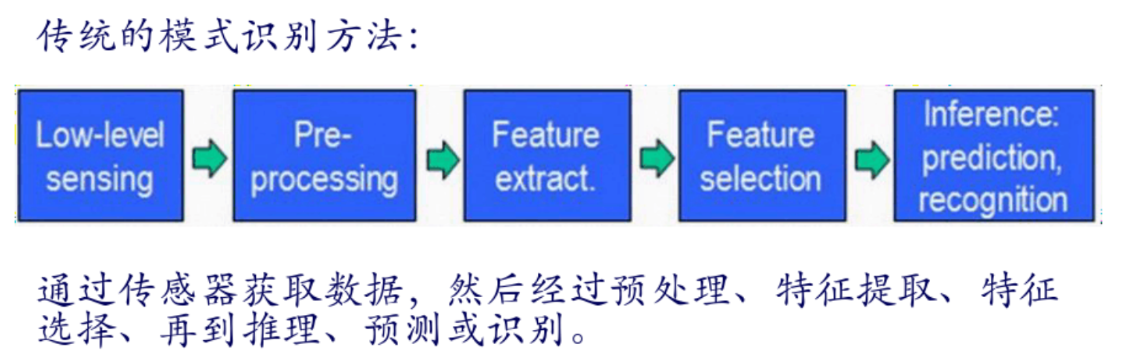 传统的模式识别方法：
Low-level
sensing
Pre-
processing
Feature
extract.
Feature
selection
Inference:
prediction,
recognition
通过传感器获取数据，然后经过预处理、特征提取、特征
选择、再到推理、预测或识别。